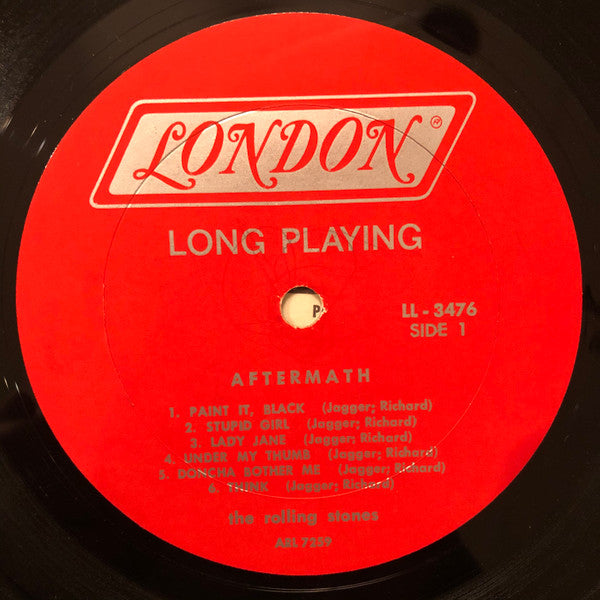 LONDON®
LONG PLAYING
P
LL - 3476
SIDE 1
AFTERMATH
1. PAINT IT, BLACK (Jagger; Richard)
2. STUPID GIRL (Jagger; Richard)
3. LADY JANE (Jagger; Richard)
4. UNDER MY THUMB (Jagger; Richard)
5. DONCHA BOTHER ME (Jagger; Richard)
6. THINK (Jagger; Richard)
the rolling stones
ARL 7289